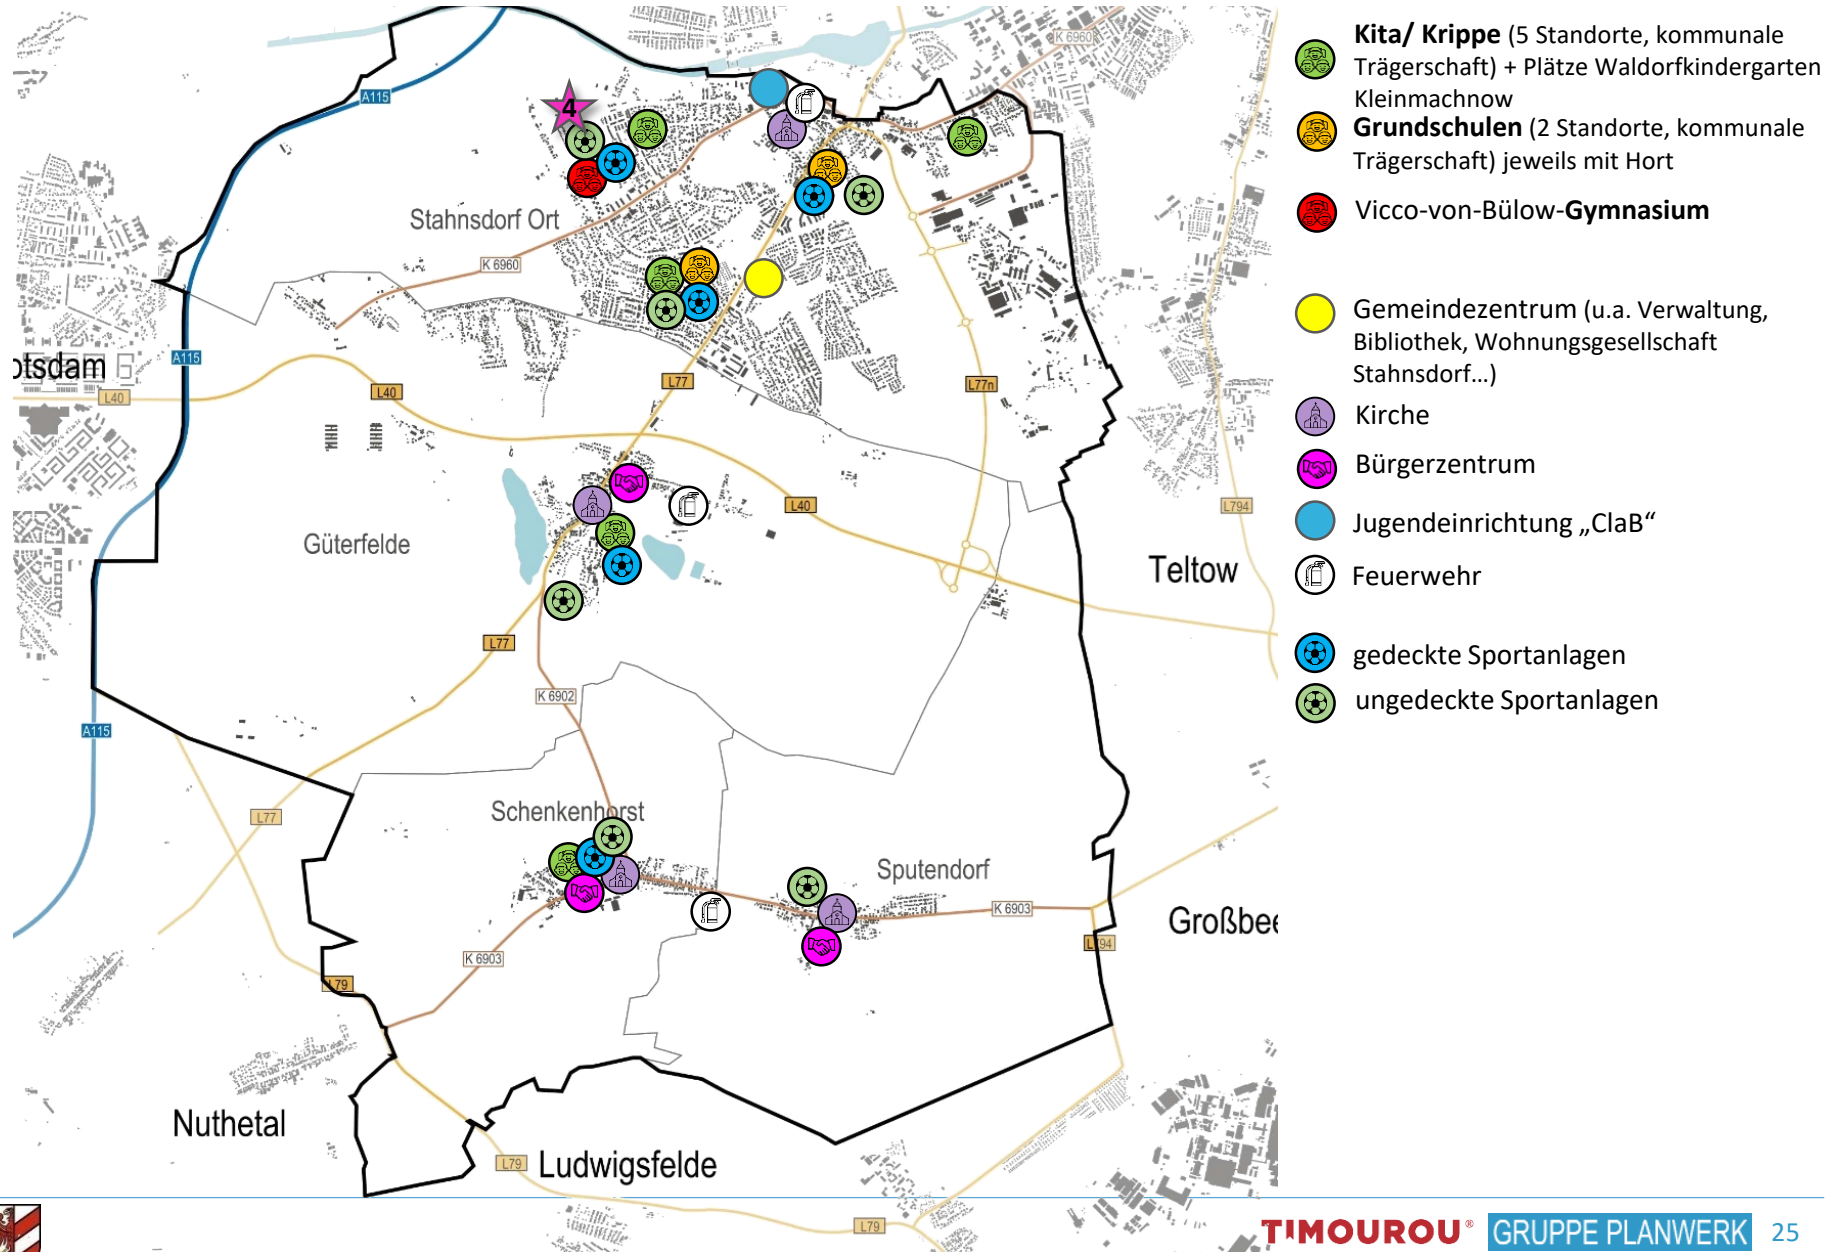 Kita/ Krippe (5 Standorte, kommunale
Trägerschaft) + Plätze Waldorfkindergarten
Kleinmachnow
Grundschulen (2 Standorte, kommunale
Trägerschaft) jeweils mit Hort
Vicco-von-Bülow-Gymnasium
Gemeindezentrum (u.a. Verwaltung,
Bibliothek, Wohnungsgesellschaft
Stahnsdorf...)
Kirche
Bürgerzentrum
Jugendeinrichtung „ClaB“
Feuerwehr
gedeckte Sportanlagen
ungedeckte Sportanlagen
K 6960
A115
4
Stahnsdorf Ort
K 6960
A115
otsdam
L40
L40
L77
L77n
L40
L794
Güterfelde
Teltow
L77
K 6902
A115
L77
Schenkenhorst
Sputendorf
K 6903
Großbee
L794
K 6903
L79
Nuthetal
L79
Ludwigsfelde
L79
TIMOUROU®
GRUPPE PLANWERK
25